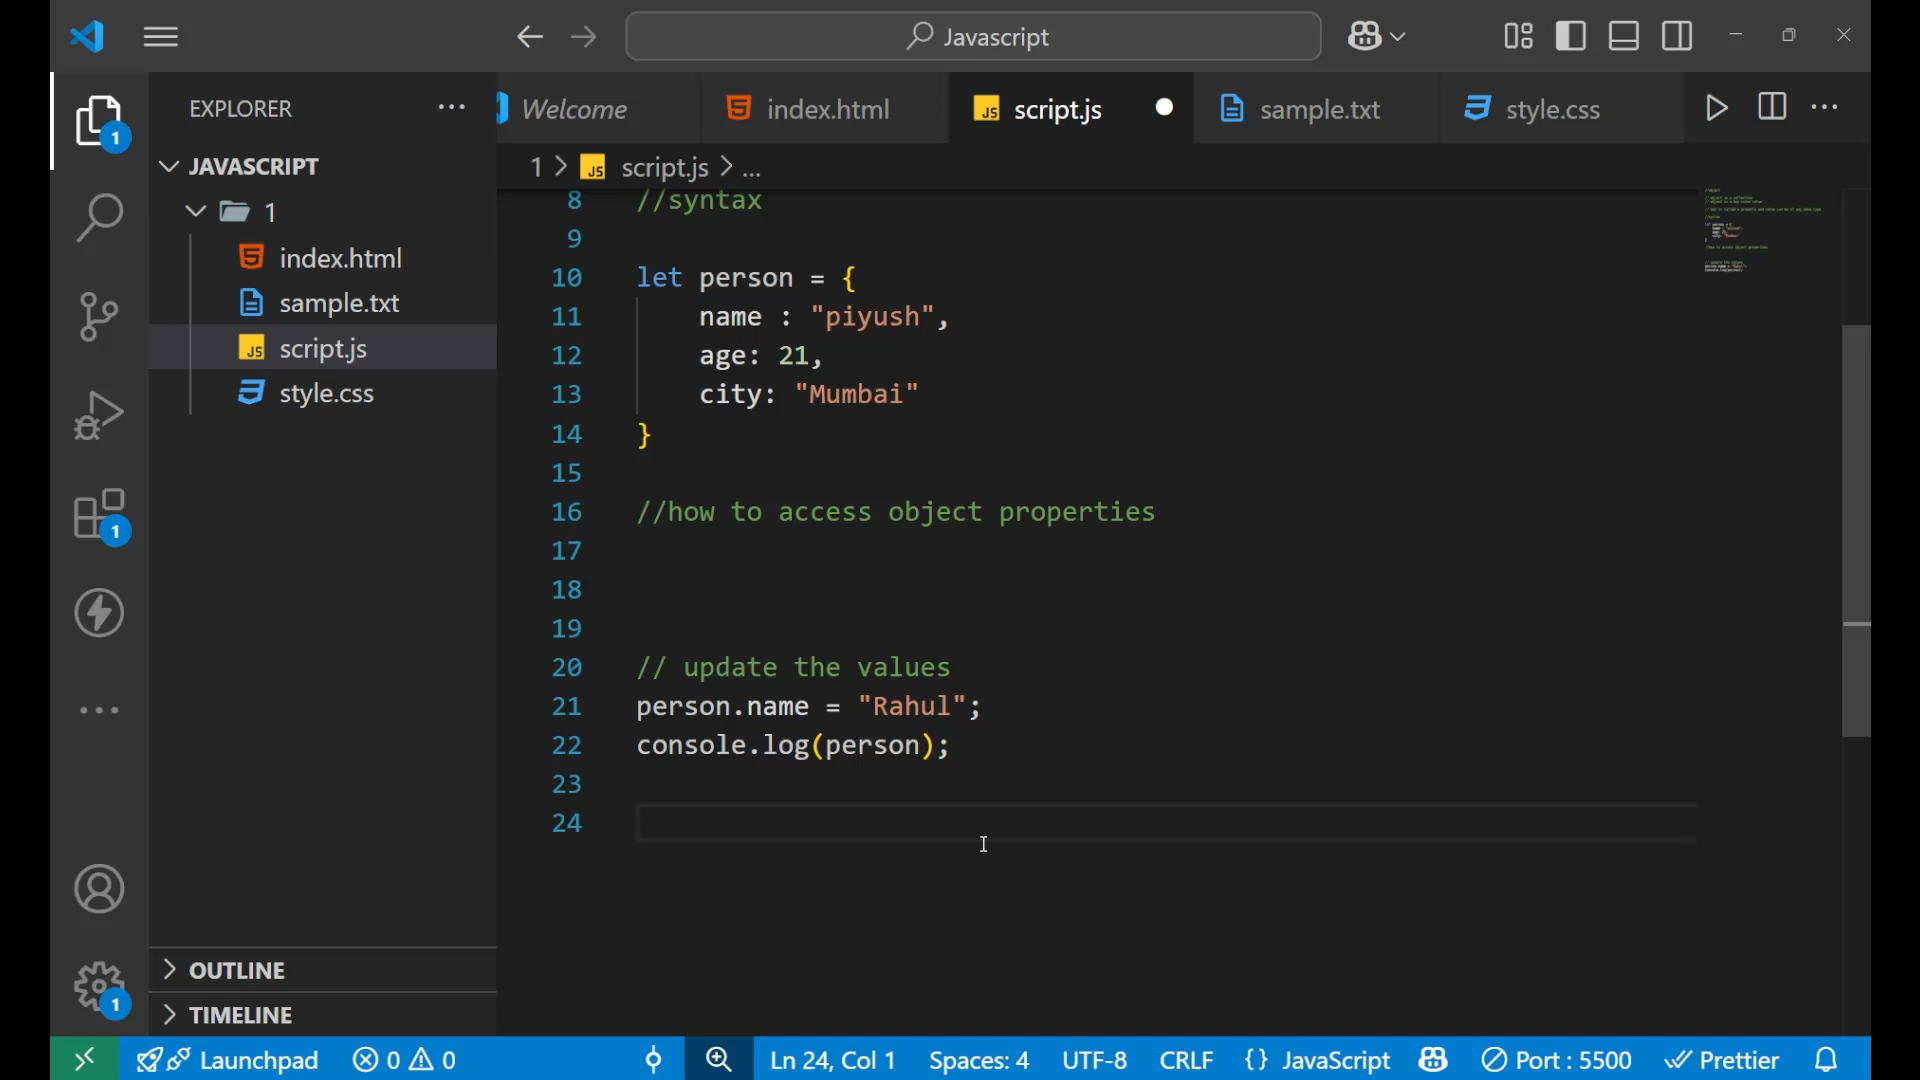 Javascript
EXPLORER
Welcome
index.html
script.js
sample.txt
style.css
1
JAVASCRIPT
1
index.html
sample.txt
script.js
style.css
1
1
OUTLINE
TIMELINE
1 > script.js > ...
8 //syntax
9
10 let person = {
11 name : "piyush",
12 age: 21,
13 city: "Mumbai"
14 }
15
16 //how to access object properties
17
18
19
20 // update the values
21 person.name = "Rahul";
22 console.log(person);
23
24
Launchpad 0 0 Ln 24, Col 1 Spaces: 4 UTF-8 CRLF {} JavaScript Port : 5500 Prettier